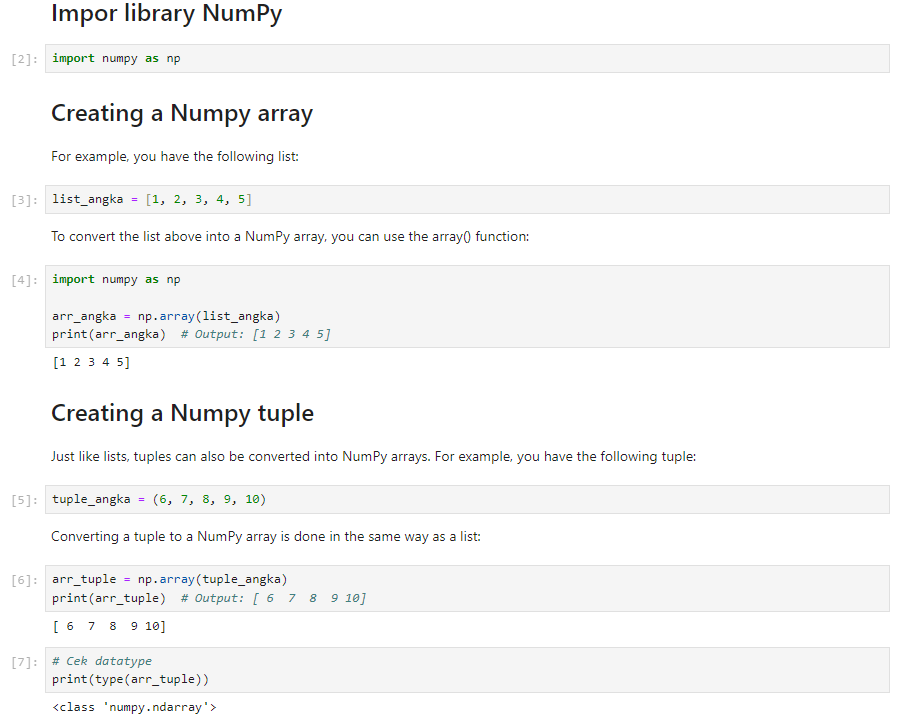 Impor library NumPy
[2]: import numpy as np
Creating a Numpy array
For example, you have the following list:
[3]: list_angka = [1, 2, 3, 4, 5]
To convert the list above into a NumPy array, you can use the array() function:
[4]: import numpy as np
arr_angka = np.array(list_angka)
print(arr_angka)  # Output: [1 2 3 4 5]
[1 2 3 4 5]
Creating a Numpy tuple
Just like lists, tuples can also be converted into NumPy arrays. For example, you have the following tuple:
[5]: tuple_angka = (6, 7, 8, 9, 10)
Converting a tuple to a NumPy array is done in the same way as a list:
[6]: arr_tuple = np.array(tuple_angka)
print(arr_tuple)  # Output: [ 6  7  8  9 10]
[ 6  7  8  9 10]
[7]: # Cek datatype
print(type(arr_tuple))
<class 'numpy.ndarray'>